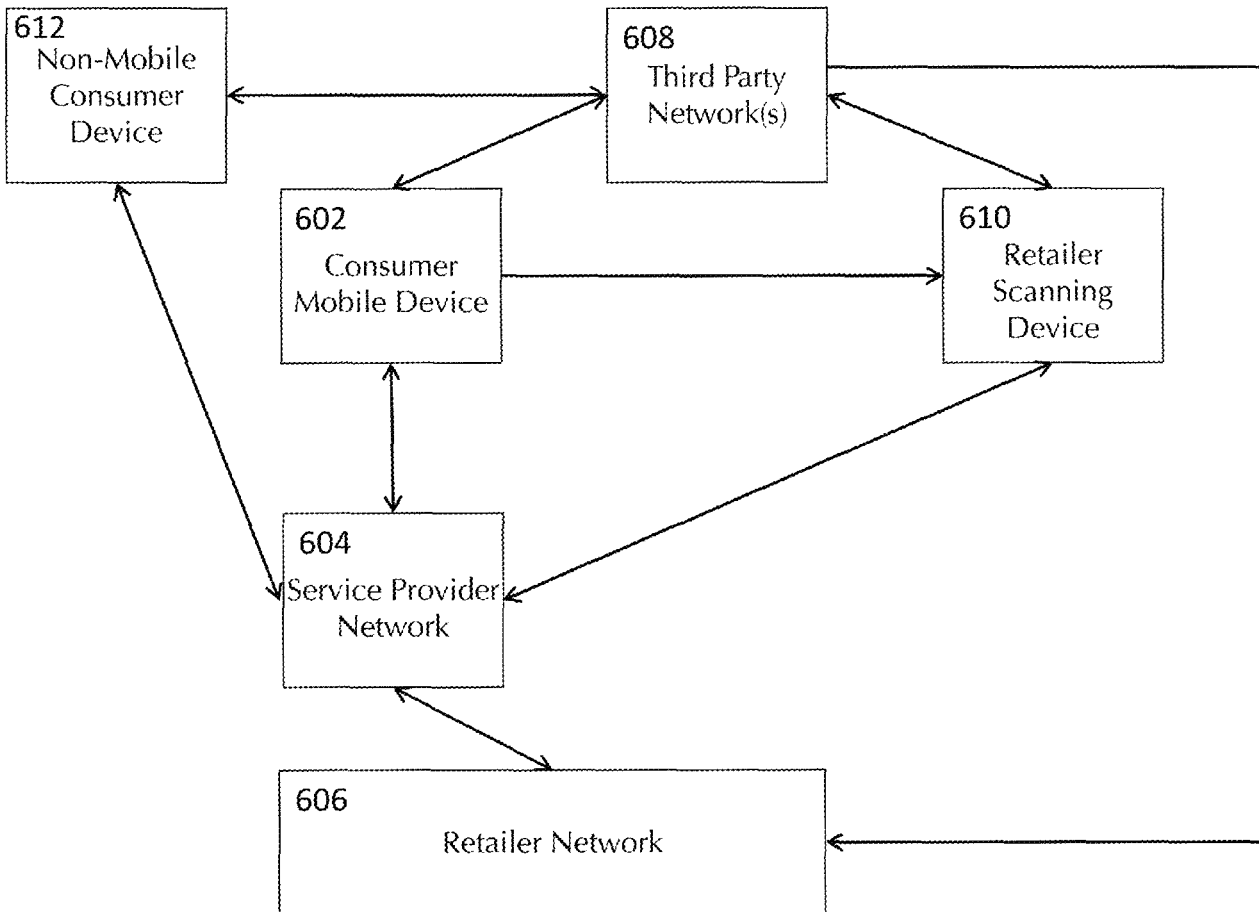 612
Non-Mobile
Consumer
Device
608
Third Party
Network(s)
602
Consumer
Mobile Device
610
Retailer
Scanning
Device
604
Service Provider
Network
606
Retailer Network